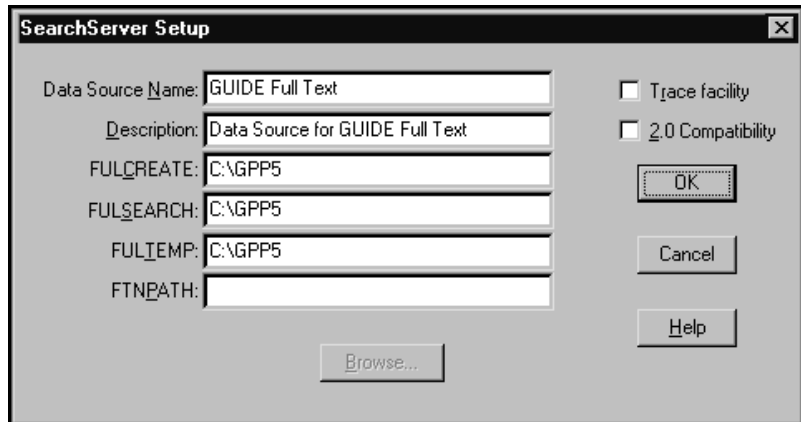 SearchServer Setup
Data Source Name: GUIDE Full Text
Description: Data Source for GUIDE Full Text
FULCREATE: C:\GPP5
FULSEARCH: C:\GPP5
FULTEMP: C:\GPP5
FTNPATH:
Browse...
Trace facility
2.0 Compatibility
OK
Cancel
Help